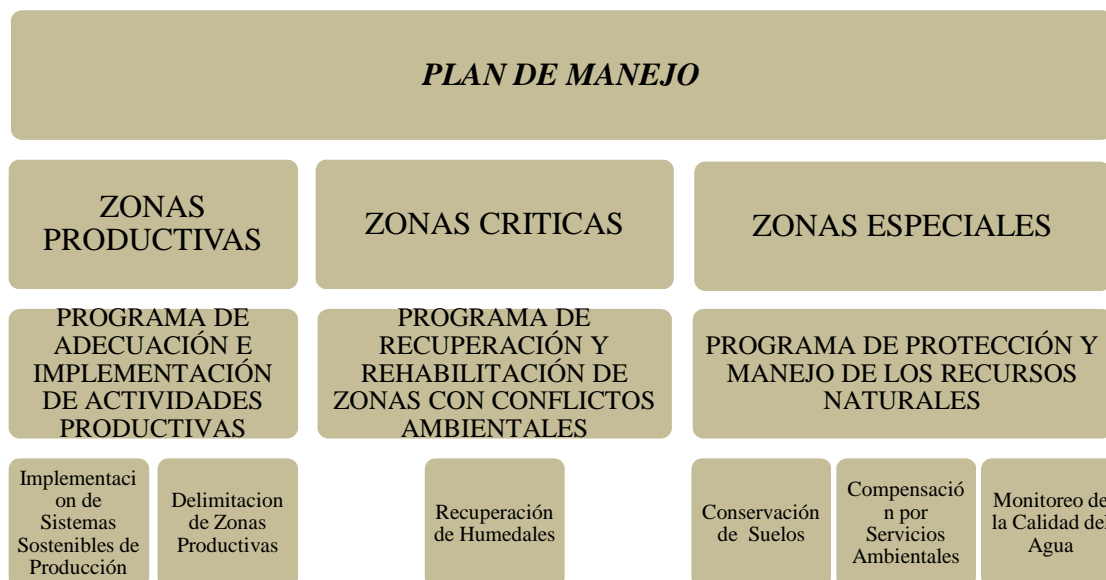 PLAN DE MANEJO
ZONAS
PRODUCTIVAS
ZONAS CRITICAS
ZONAS ESPECIALES
PROGRAMA DE
ADECUACIÓN E
IMPLEMENTACIÓN
DE ACTIVIDADES
PRODUCTIVAS
PROGRAMA DE
RECUPERACIÓN Y
REHABILITACIÓN DE
ZONAS CON CONFLICTOS
AMBIENTALES
PROGRAMA DE PROTECCIÓN Y
MANEJO DE LOS RECURSOS
NATURALES
Implementaci
on de
Sistemas
Sostenibles de
Producción
Delimitacion
de Zonas
Productivas
Recuperación
de Humedales
Conservación
de Suelos
Compensació
n por
Servicios
Ambientales
Monitoreo de
la Calidad del
Agua